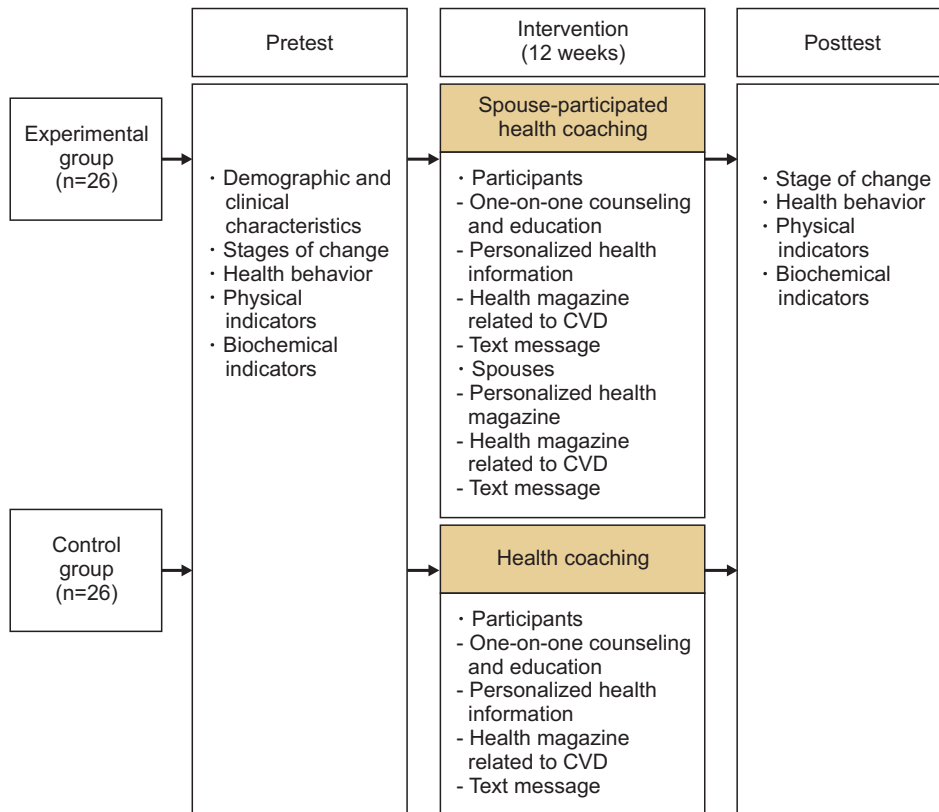 Pretest
Intervention
(12 weeks)
Posttest
Experimental
group
(n=26)
· Demographic and
clinical
characteristics
· Stages of change
· Health behavior
· Physical
indicators
· Biochemical
indicators
Spouse-participated
health coaching
· Participants
- One-on-one counseling
and education
- Personalized health
information
- Health magazine
related to CVD
- Text message
· Spouses
- Personalized health
magazine
- Health magazine
related to CVD
- Text message
· Stage of change
· Health behavior
· Physical
indicators
· Biochemical
indicators
Control
group
(n=26)
Health coaching
· Participants
- One-on-one counseling
and education
- Personalized health
information
- Health magazine
related to CVD
- Text message